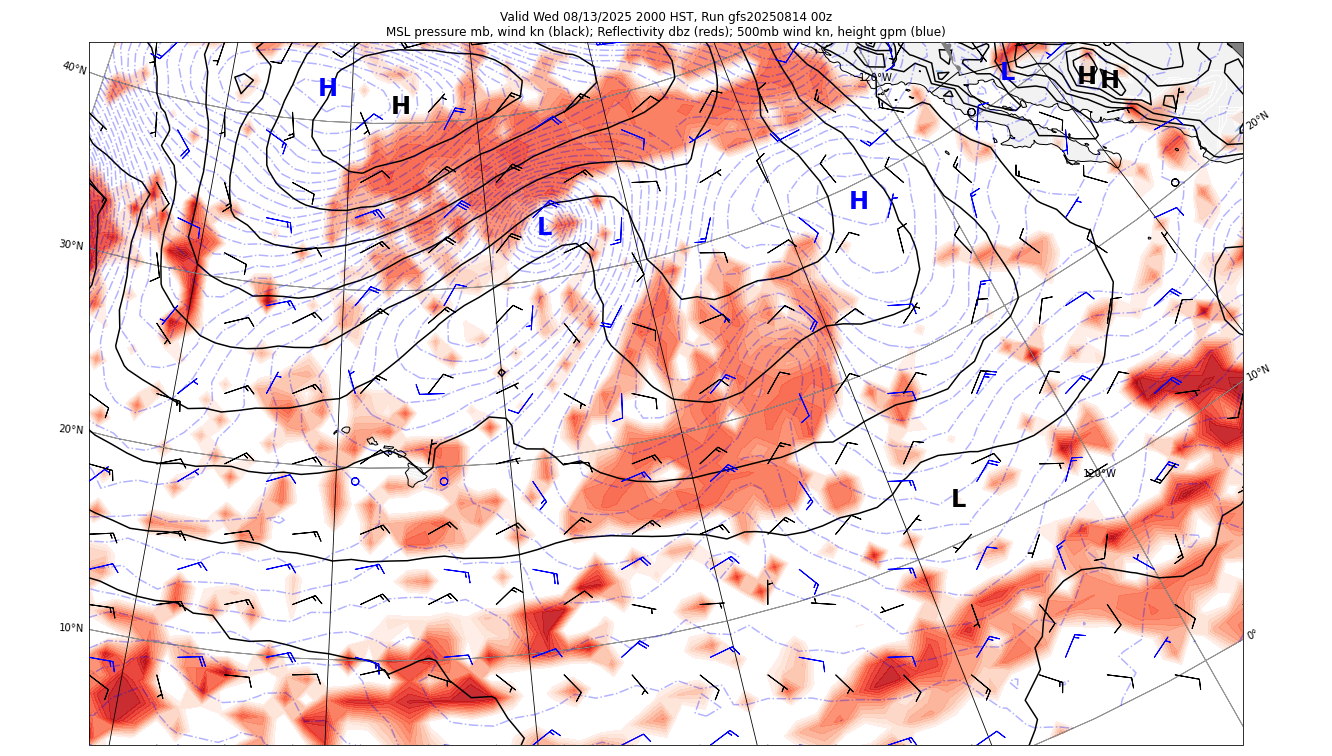 Valid Wed 08/13/2025 2000 HST, Run gfs20250814 00z
MSL pressure mb, wind kn (black); Reflectivity dbz (reds); 500mb wind kn, height gpm (blue)
40°N
120°W
H
H
L
H
H
20°N
H
L
30°N
10°N
20°N
120°W
L
10°N
0°